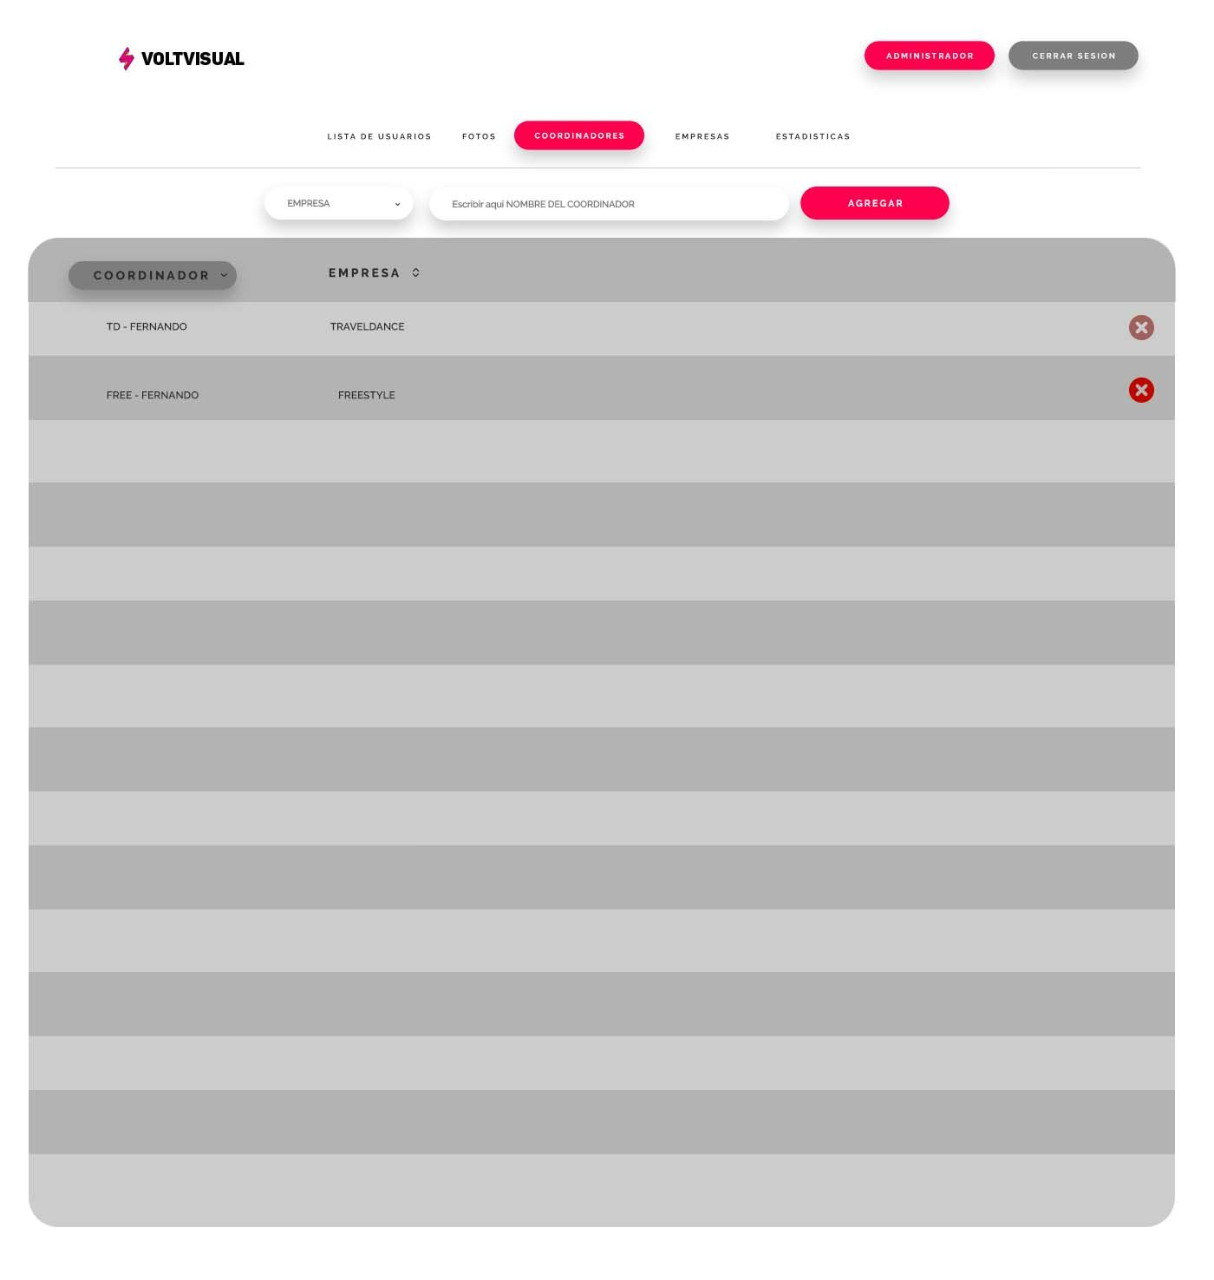 VOLTVISUAL
ADMINISTRADOR
CERRAR SESION
LISTA DE USUARIOS
FOTOS
COORDINADORES
EMPRESAS
ESTADISTICAS
EMPRESA
Escribir aqui NOMBRE DEL COORDINADOR
AGREGAR
COORDINADOR
EMPRESA
TD - FERNANDO
TRAVELDANCE
FREE - FERNANDO
FREESTYLE